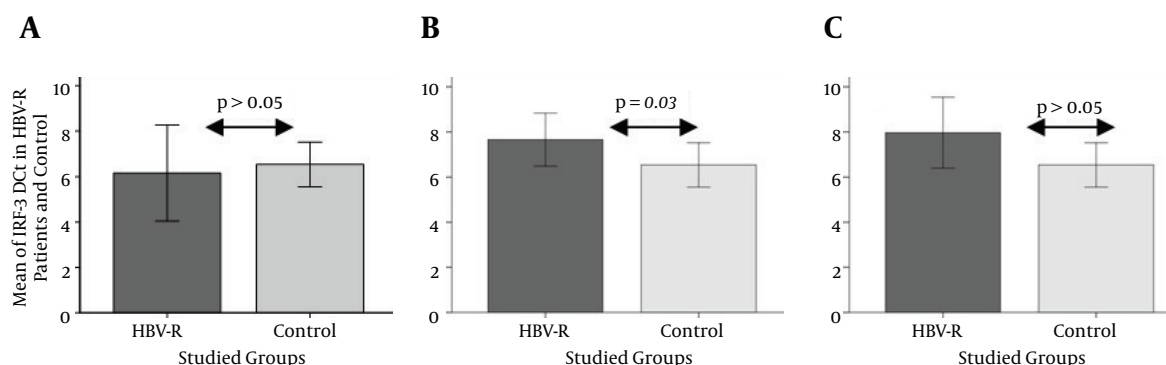 A
Mean of IRF-3 DCt in HBV-R
Patients and Control
10
8
6
4
2
0
p > 0.05
HBV-R
Control
Studied Groups
B
10
8
6
4
2
0
p = 0.03
HBV-R
Control
Studied Groups
C
10
8
6
4
2
0
p > 0.05
HBV-R
Control
Studied Groups